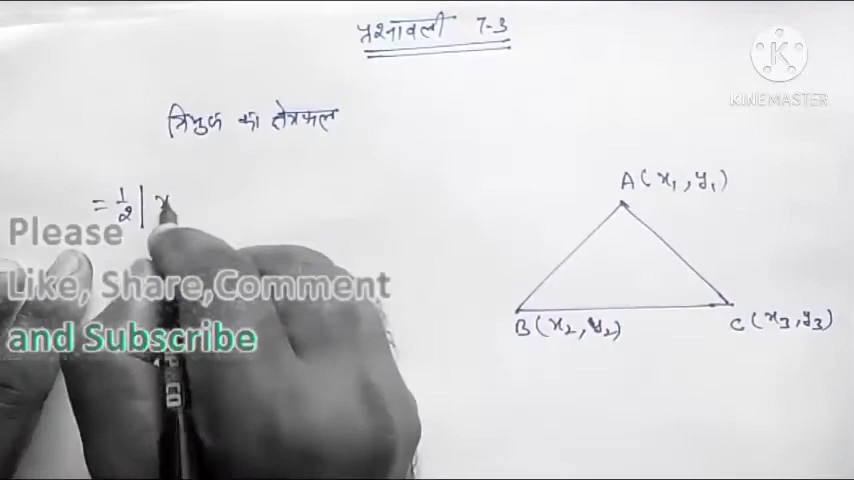 प्रश्नावली 7-3
KINEMASTER
त्रिभुज का क्षेत्रफल
A(x₁,y₁)
= 1/2 | x
Please
Like, Share,Comment
and Subscribe
B(x₂,y₂)
C(x₃,y₃)